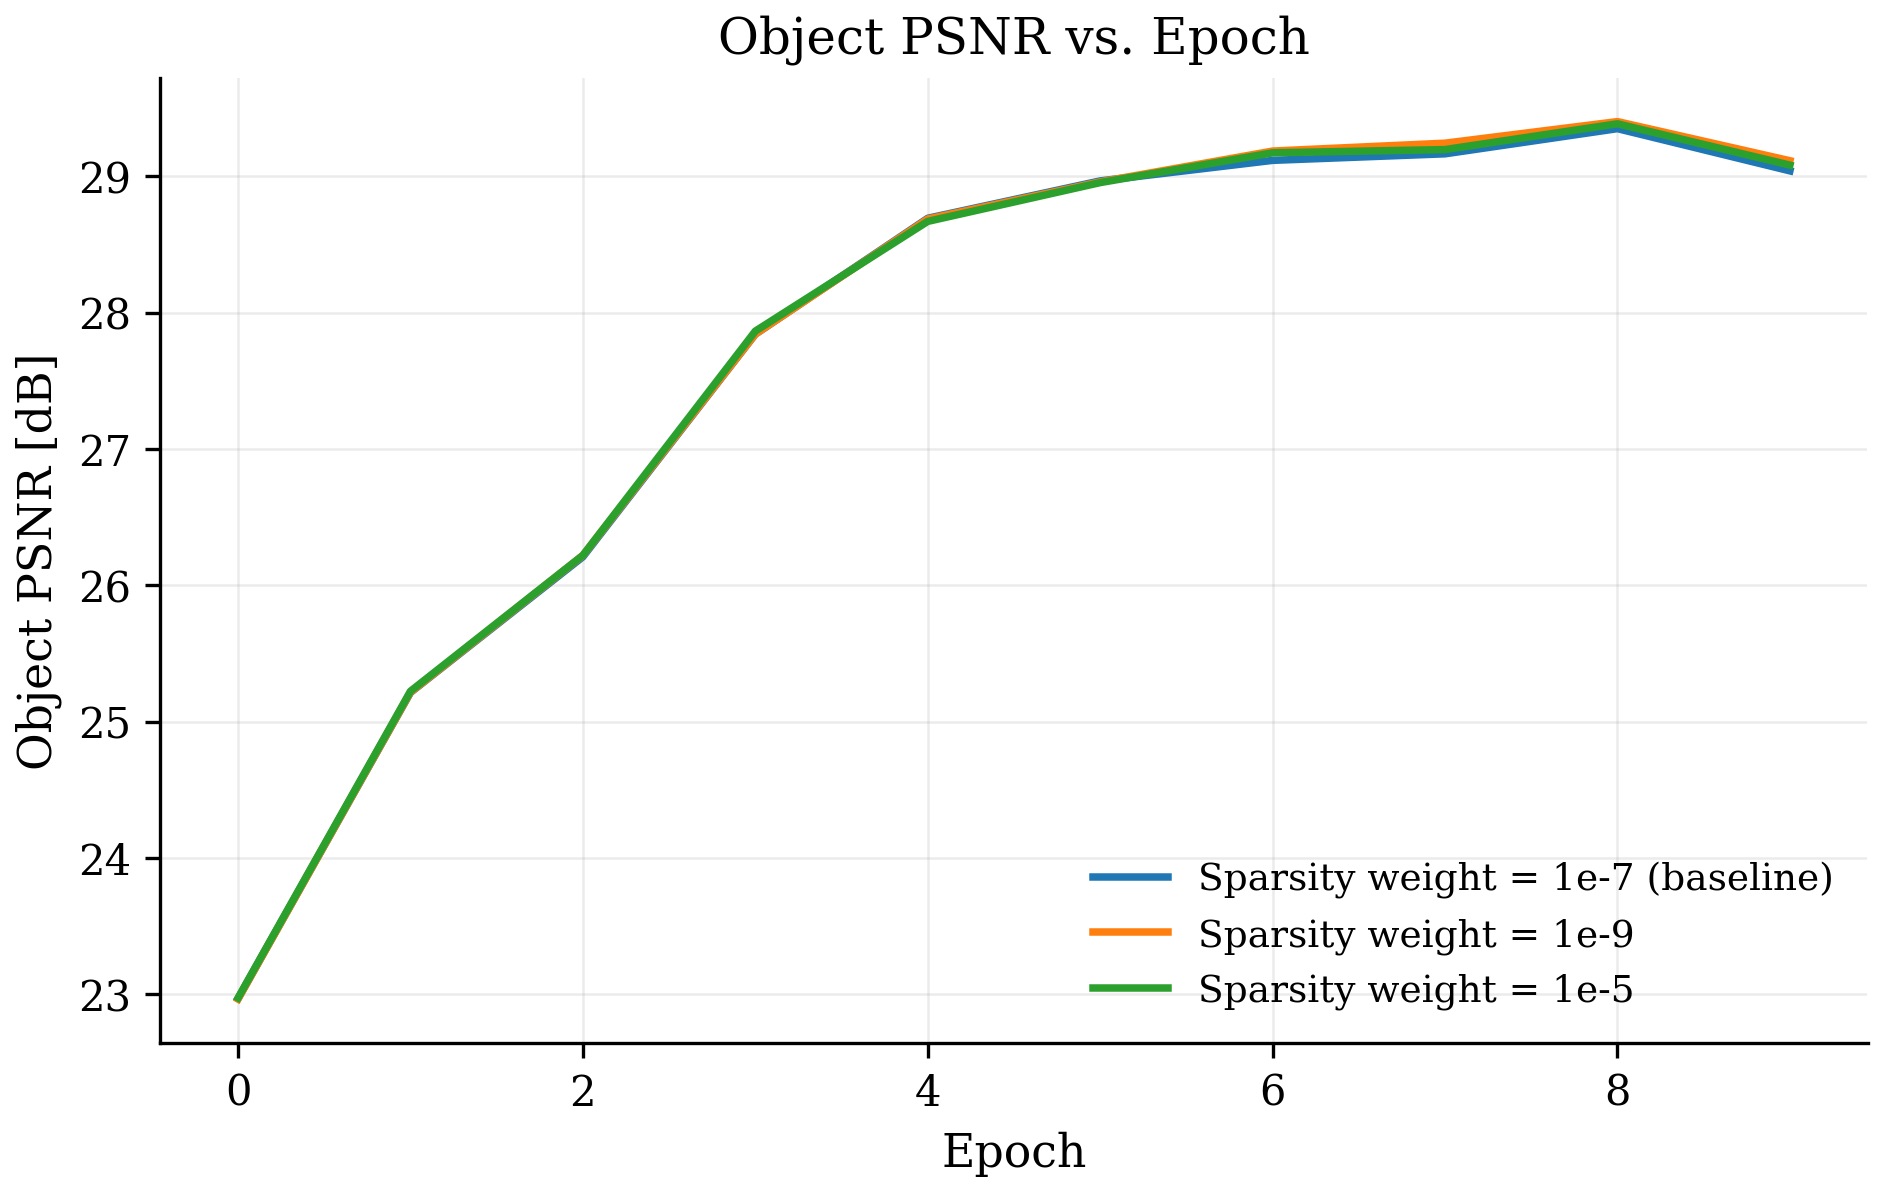 Object PSNR vs. Epoch
Object PSNR [dB]
29
28
27
26
25
24
23
Sparsity weight = 1e-7 (baseline)
Sparsity weight = 1e-9
Sparsity weight = 1e-5
0 2 4 6 8
Epoch